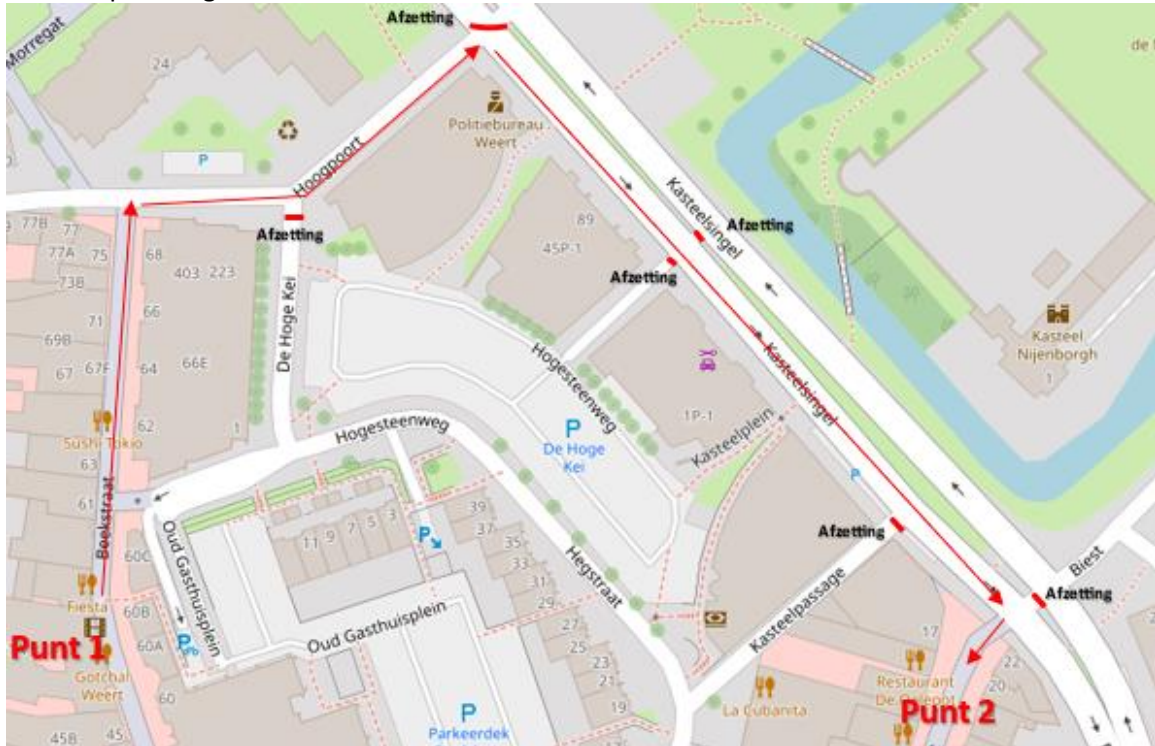 Afzetting
Morregat
24
de
Politiebureau
Weert
P
Hoogpoort
77B
77
77A
75
73B
71
69B
67
67F
63
61
68
403
223
66
64
66E
62
1
Afzetting
89
45P-1
Kasteelsingel
Afzetting
Afzetting
Kasteel
Nijenborgh
1
De Hoge Kei
Sushi Tokio
Hogesteenweg
Hogesteenweg
P
De Hoge
Kei
1P-1
Kasteelsingel
Kasteelplein
P
Beekstraat
Oud Gasthuisplein
11
9
7
5
3
P
39
37
35
33
31
29
27
25
23
21
19
Hegstraat
Afzetting
Biest
Afzetting
Kasteelpassage
60C
60B
60A
60
Fiesta
Punt 1
Gotcha!
Weert
45B
45
P
Oud Gasthuisplein
P
Parkeerdek
17
22
20
Restaurant
La Cubanita
Punt 2